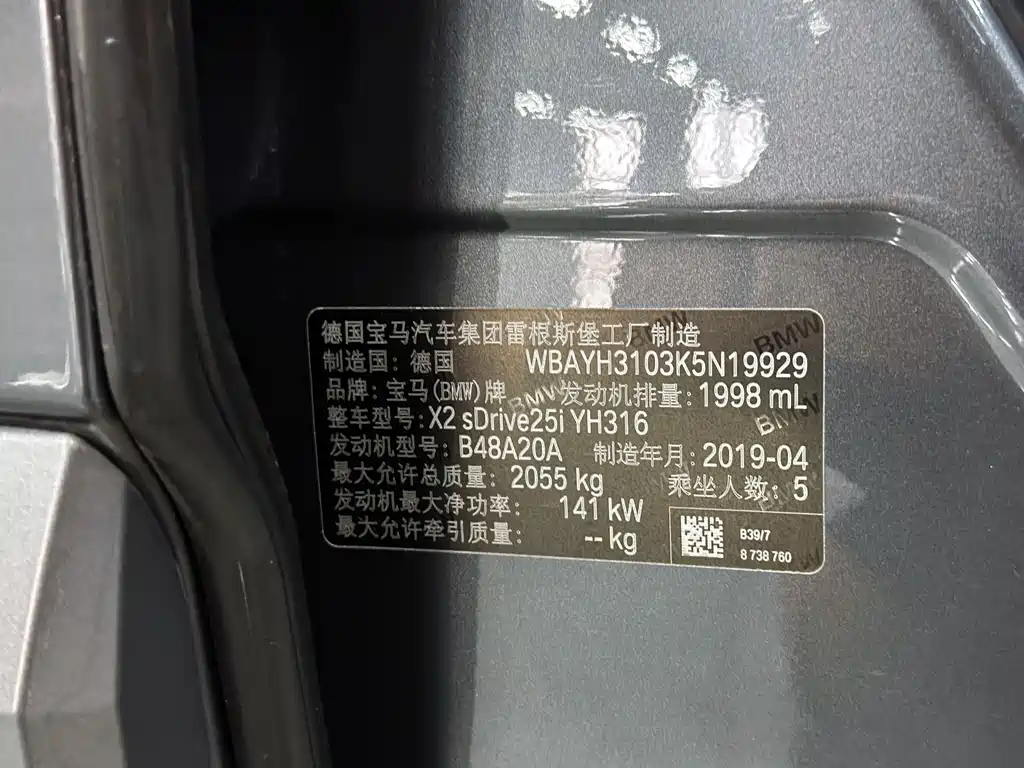 德国宝马汽车集团雷根斯堡工厂制造
制造国: 德国 WBAYH3103K5N19929
品牌: 宝马(BMW)牌 发动机排量: 1998 mL
整车型号: X2 sDrive25i YH316
发动机型号: B48A20A 制造年月: 2019-04
最大允许总质量: 2055 kg 乘坐人数: 5
发动机最大净功率: 141 kW
最大允许牵引质量: -- kg
B39/7
8 738 760
BMW
BMW
BMW
BMW